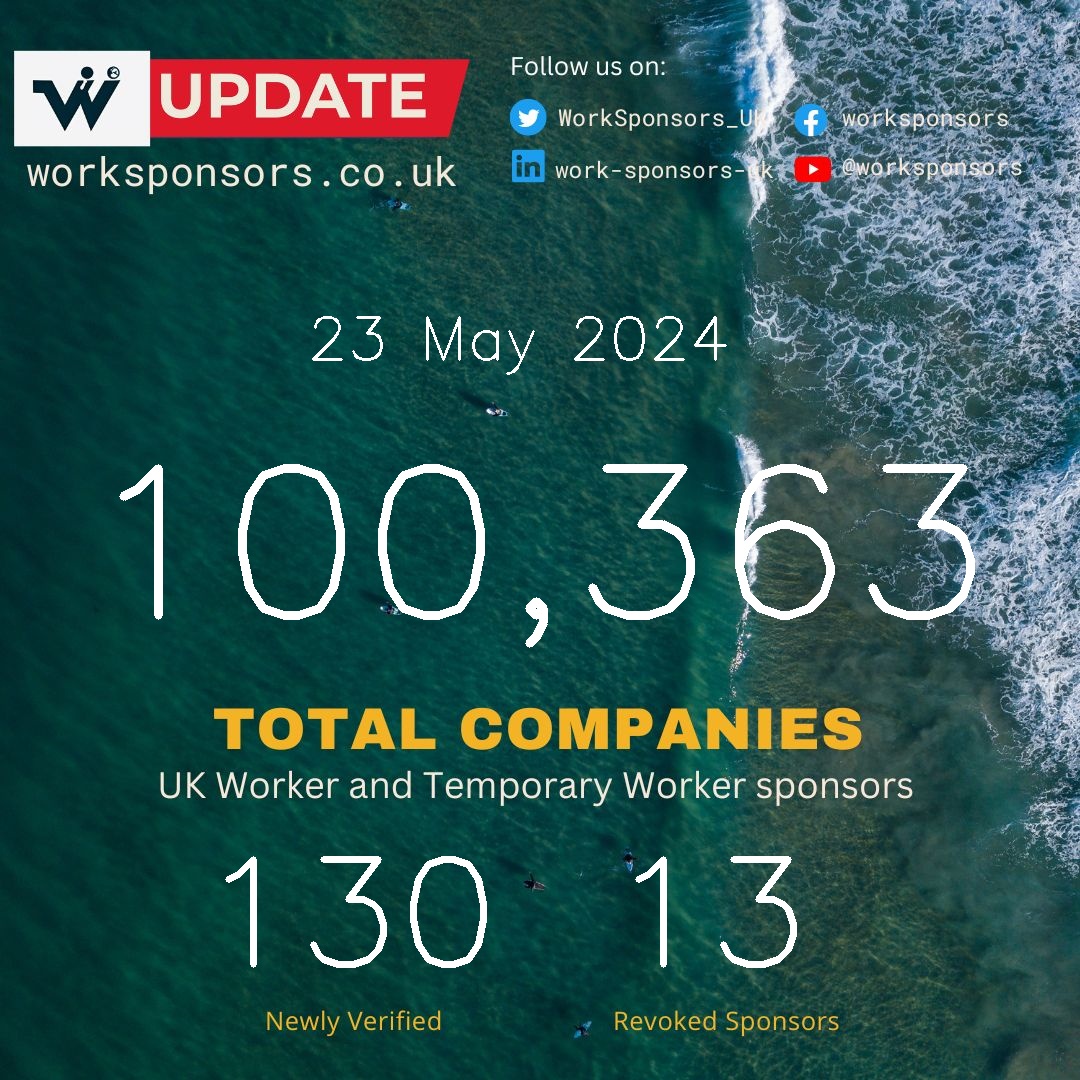 UPDATE
worksponsors.co.uk
Follow us on:
WorkSponsors_UK
worksponsors
work-sponsors-uk
@worksponsors
23 May 2024
100,363
TOTAL COMPANIES
UK Worker and Temporary Worker sponsors
130 13
Newly Verified Revoked Sponsors